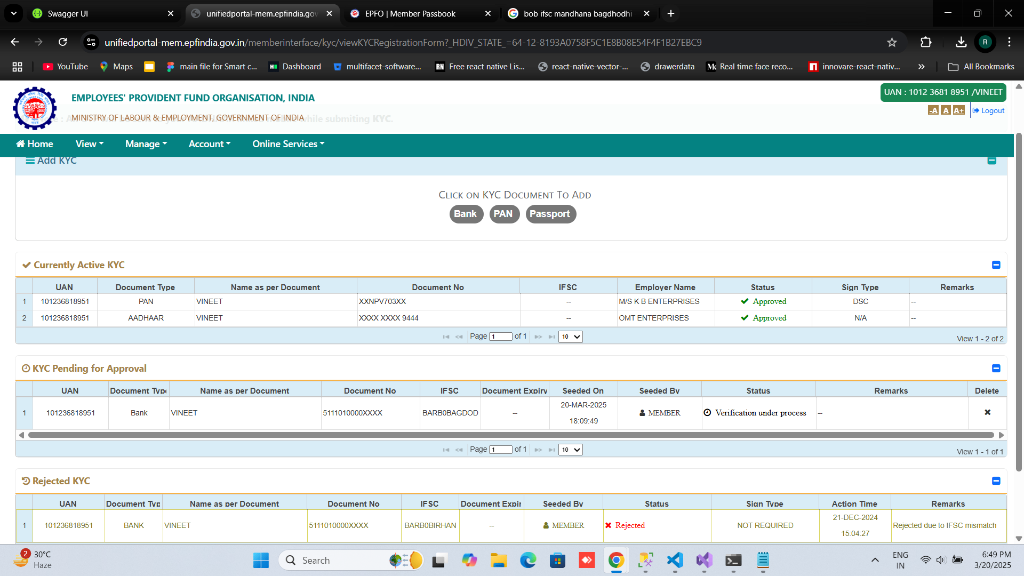 Swagger UI
unifiedportal-mem.epfindia.gov
EPFO | Member Passbook
bob ifsc mandhana bagdhodhi
unifiedportal-mem.epfindia.gov.in/memberinterface/kyc/viewKYCRegistrationForm?_HDIV_STATE_=64-12-8193A0758F5C1E8B08E54F4F1B27EBC9
YouTube
Maps
main file for Smart c...
Dashboard
multifacet-software...
Free react native Lis...
react-native-vector-...
drawerdata
Real time face reco...
innovare-react-nativ...
All Bookmarks
EMPLOYEES' PROVIDENT FUND ORGANISATION, INDIA
MINISTRY OF LABOUR & EMPLOYMENT, GOVERNMENT OF INDIA
while submiting KYC.
UAN : 1012 3681 8951 /VINEET
-A A A+ Logout
Home View Manage Account Online Services
Add KYC
Click on KYC Document To Add
Bank PAN Passport
Currently Active KYC
UAN Document Type Name as per Document Document No IFSC Employer Name Status Sign Type Remarks
1 101236818951 PAN VINEET XXNPV703XX -- M/S K B ENTERPRISES Approved DSC --
2 101236818951 AADHAAR VINEET XXXX XXXX 9444 -- OMT ENTERPRISES Approved N/A --
Page 1 of 1 10
View 1 - 2 of 2
KYC Pending for Approval
UAN Document Type Name as per Document Document No IFSC Document Expiry Seeded On Seeded By Status Remarks Delete
1 101236818951 Bank VINEET 5111010000XXXX BARB0BAGDOD -- 20-MAR-2025 18:09:49 MEMBER Verification under process --
Page 1 of 1 10
View 1 - 1 of 1
Rejected KYC
UAN Document Typ Name as per Document Document No IFSC Document Expir Seeded By Status Sign Type Action Time Remarks
1 101236818951 BANK VINEET 5111010000XXXX BARB0BIRHAN -- MEMBER Rejected NOT REQUIRED 21-DEC-2024 15:04:27 Rejected due to IFSC mismatch
2
30°C
Haze
Search
ENG
IN
6:49 PM
3/20/2025